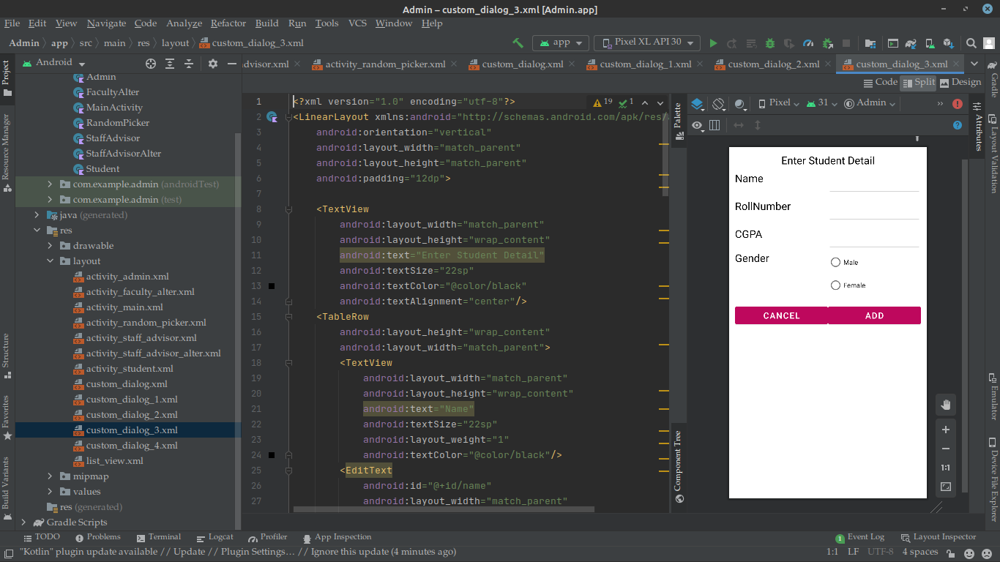 Admin – custom_dialog_3.xml [Admin.app]
File Edit View Navigate Code Analyze Refactor Build Run Tools VCS Window Help
Admin app src main res layout custom_dialog_3.xml
app Pixel XL API 30
Project
Resource Manager
Structure
Favorites
Build Variants
Android
Admin
FacultyAlter
MainActivity
RandomPicker
StaffAdvisor
StaffAdvisorAlter
Student
com.example.admin (androidTest)
com.example.admin (test)
java (generated)
res
drawable
layout
activity_admin.xml
activity_faculty_alter.xml
activity_main.xml
activity_random_picker.xml
activity_staff_advisor.xml
activity_staff_advisor_alter.xml
activity_student.xml
custom_dialog.xml
custom_dialog_1.xml
custom_dialog_2.xml
custom_dialog_3.xml
custom_dialog_4.xml
list_view.xml
mipmap
values
res (generated)
Gradle Scripts
dvisor.xml activity_random_picker.xml custom_dialog.xml custom_dialog_1.xml custom_dialog_2.xml custom_dialog_3.xml
Code Split Design
19 1
1 <?xml version="1.0" encoding="utf-8"?>
2 <LinearLayout xmlns:android="http://schemas.android.com/apk/res/
3 android:orientation="vertical"
4 android:layout_width="match_parent"
5 android:layout_height="match_parent"
6 android:padding="12dp">
7
8 <TextView
9 android:layout_width="match_parent"
10 android:layout_height="wrap_content"
11 android:text="Enter Student Detail"
12 android:textSize="22sp"
13 android:textColor="@color/black"
14 android:textAlignment="center"/>
15 <TableRow
16 android:layout_height="wrap_content"
17 android:layout_width="match_parent">
18 <TextView
19 android:layout_width="match_parent"
20 android:layout_height="wrap_content"
21 android:text="Name"
22 android:textSize="22sp"
23 android:layout_weight="1"
24 android:textColor="@color/black"/>
25 <EditText
26 android:id="@+id/name"
27 android:layout_width="match_parent"
Palette
Component Tree
Pixel 31 Admin
Enter Student Detail
Name
RollNumber
CGPA
Gender
Male
Female
CANCEL ADD
1:1
Attributes
Gradle
Layout Validation
Emulator
Device File Explorer
TODO Problems Terminal Logcat Profiler App Inspection
1 Event Log Layout Inspector
"Kotlin" plugin update available // Update // Plugin Settings... // Ignore this update (4 minutes ago)
1:1 LF UTF-8 4 spaces